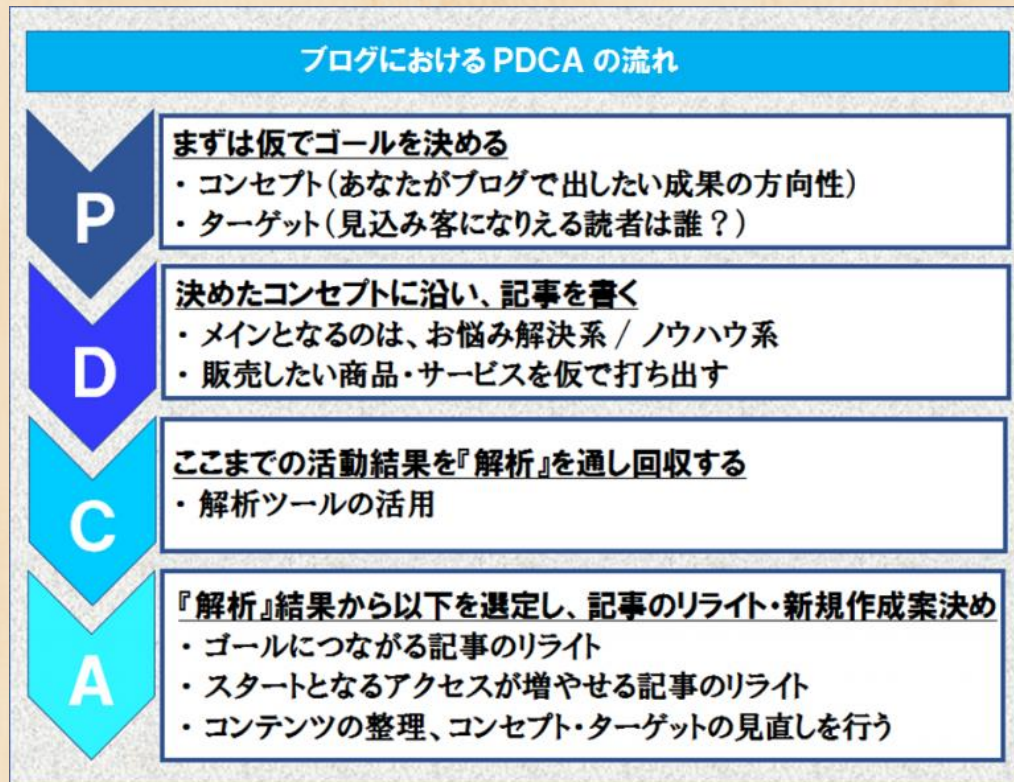 ブログにおける PDCA の流れ
P
まずは仮でゴールを決める
・ コンセプト(あなたがブログで出したい成果の方向性)
・ ターゲット(見込み客になりえる読者は誰?)
D
決めたコンセプトに沿い、記事を書く
・ メインとなるのは、お悩み解決系 / ノウハウ系
・ 販売したい商品・サービスを仮で打ち出す
C
ここまでの活動結果を『解析』を通し回収する
・ 解析ツールの活用
A
『解析』結果から以下を選定し、記事のリライト・新規作成案決め
・ ゴールにつながる記事のリライト
・ スタートとなるアクセスが増やせる記事のリライト
・ コンテンツの整理、コンセプト・ターゲットの見直しを行う